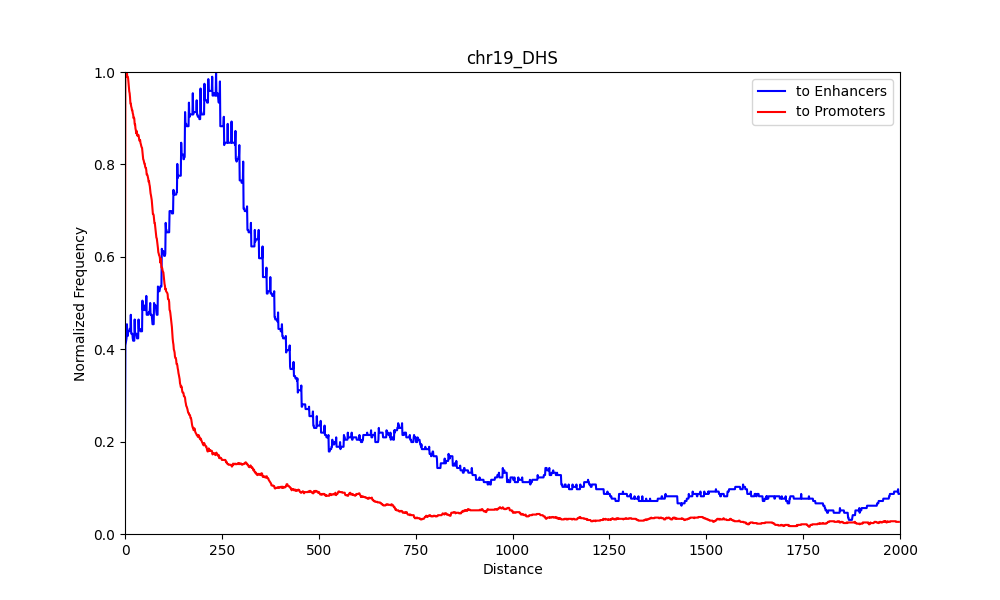 chr19_DHS
to Enhancers
to Promoters
Normalized Frequency
1.0
0.8
0.6
0.4
0.2
0.0
0 250 500 750 1000 1250 1500 1750 2000
Distance